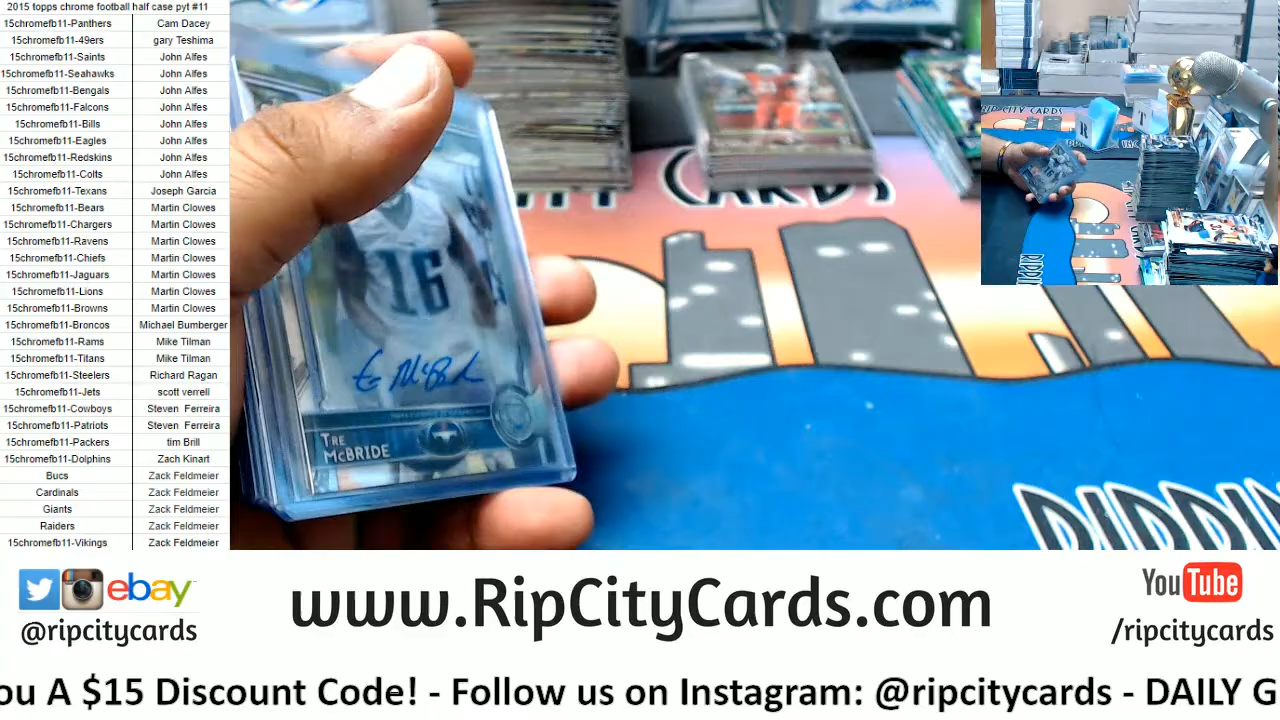 2015 topps chrome football half case pyt #11
15chromefb11-Panthers Cam Dacey
15chromefb11-49ers gary Teshima
15chromefb11-Saints John Alfes
15chromefb11-Seahawks John Alfes
15chromefb11-Bengals John Alfes
15chromefb11-Falcons John Alfes
15chromefb11-Bills John Alfes
15chromefb11-Eagles John Alfes
15chromefb11-Redskins John Alfes
15chromefb11-Colts John Alfes
15chromefb11-Texans Joseph Garcia
15chromefb11-Bears Martin Clowes
15chromefb11-Chargers Martin Clowes
15chromefb11-Ravens Martin Clowes
15chromefb11-Chiefs Martin Clowes
15chromefb11-Jaguars Martin Clowes
15chromefb11-Lions Martin Clowes
15chromefb11-Browns Martin Clowes
15chromefb11-Broncos Michael Bumberger
15chromefb11-Rams Mike Tilman
15chromefb11-Titans Mike Tilman
15chromefb11-Steelers Richard Ragan
15chromefb11-Jets scott verrell
15chromefb11-Cowboys Steven Ferreira
15chromefb11-Patriots Steven Ferreira
15chromefb11-Packers tim Brill
15chromefb11-Dolphins Zach Kinart
Bucs Zack Feldmeier
Cardinals Zack Feldmeier
Giants Zack Feldmeier
Raiders Zack Feldmeier
15chromefb11-Vikings Zack Feldmeier
CARDS
16
TRE
McBRIDE
RIPPIN
RIP CITY CARDS
R T
ebay
@ripcitycards
www.RipCityCards.com
YouTube
/ripcitycards
ou A $15 Discount Code! - Follow us on Instagram: @ripcitycards - DAILY G